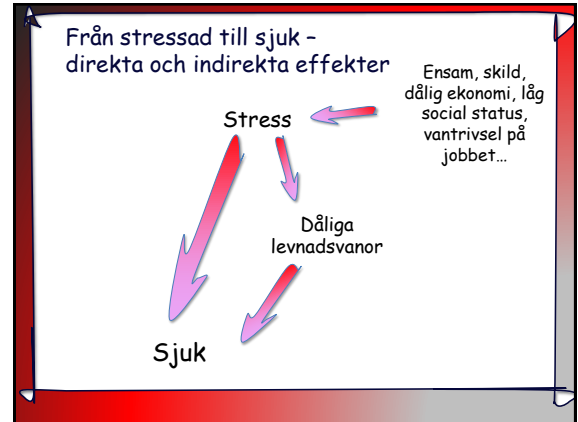 Från stressad till sjuk –
direkta och indirekta effekter
Ensam, skild,
dålig ekonomi, låg
social status,
vantrivsel på
jobbet…
Stress
Dåliga
levnadsvanor
Sjuk